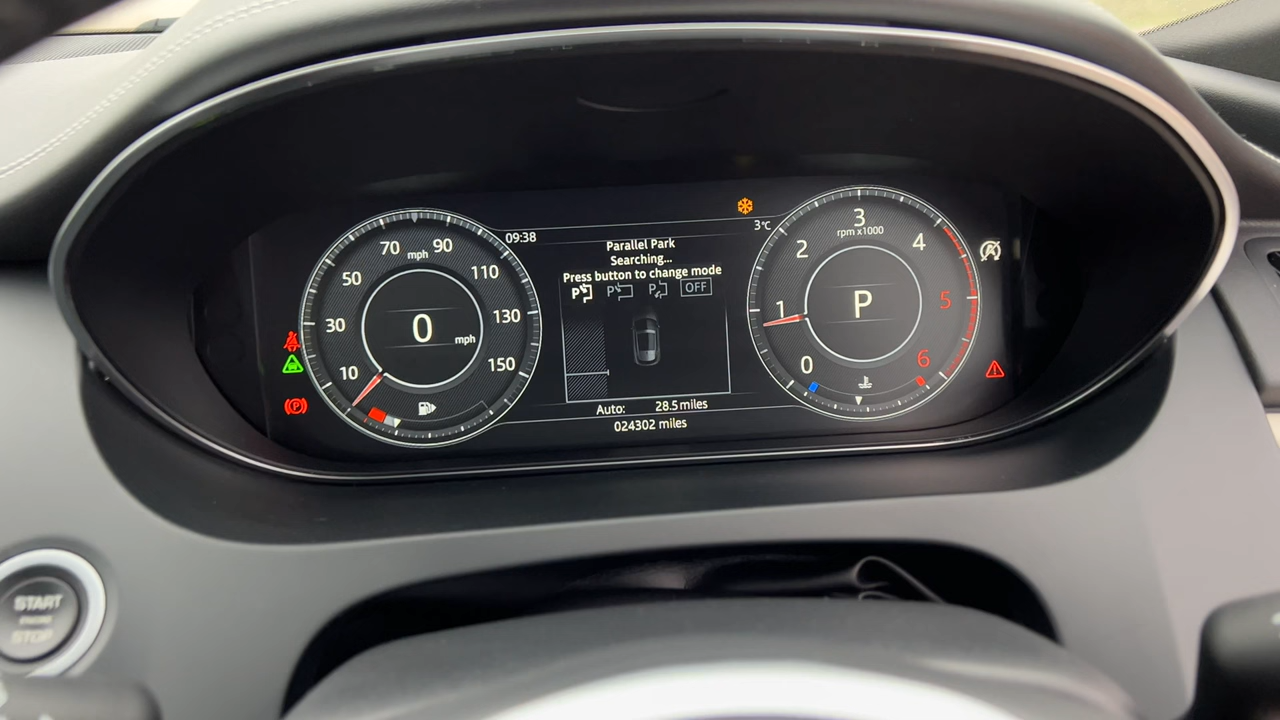 70 mph 90
50
110
30
130
10
150
0 mph
09:38
3°C
Parallel Park
Searching...
Press button to change mode
P P P OFF
Auto: 28.5 miles
024302 miles
3
rpm x1000
2
4
1
5
0
6
P
A
(P)
START
ENGINE
STOP